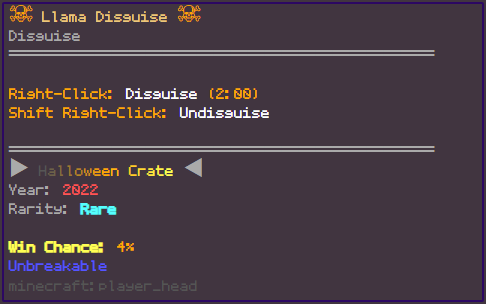 ☠ Llama Disguise ☠
Disguise
Right-Click: Disguise (2:00)
Shift Right-Click: Undisguise
▶ Halloween Crate ◀
Year: 2022
Rarity: Rare
Win Chance: 4%
Unbreakable
minecraft:player_head